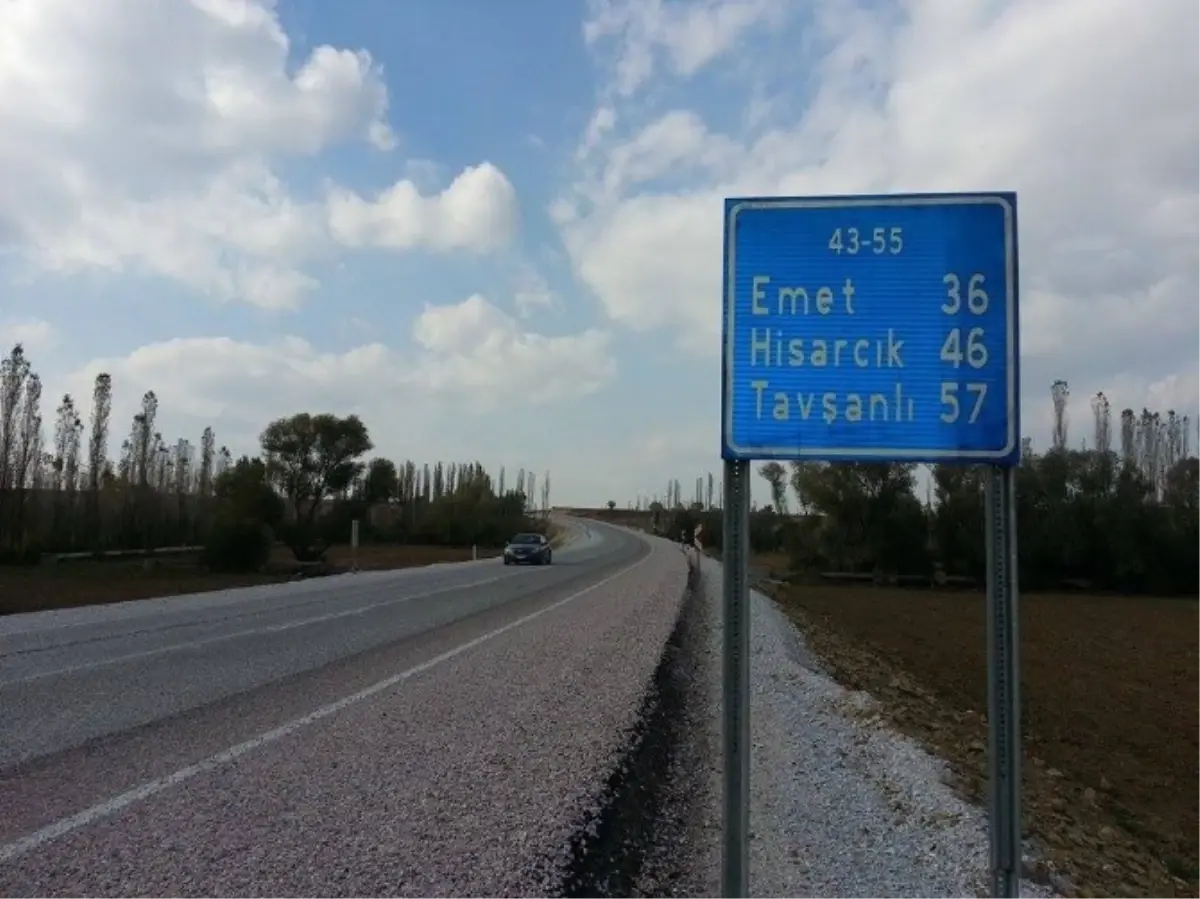 43-55
Emet 36
Hisarcık 46
Tavşanlı 57